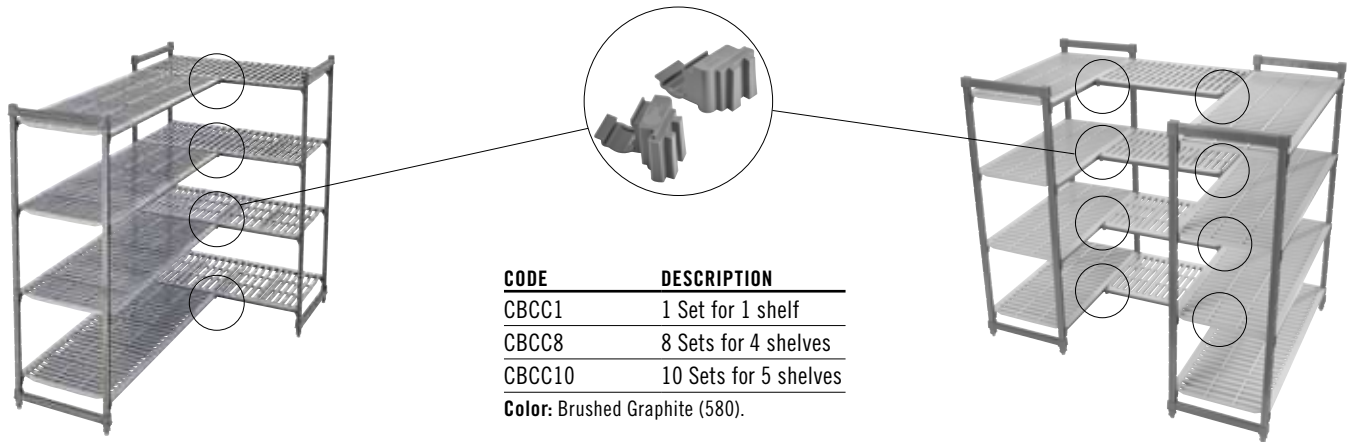 CODE DESCRIPTION
CBCC1 1 Set for 1 shelf
CBCC8 8 Sets for 4 shelves
CBCC10 10 Sets for 5 shelves
Color: Brushed Graphite (580).